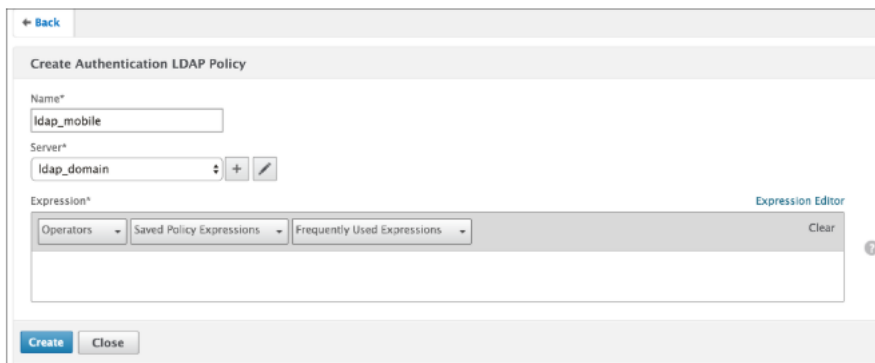 Back
Create Authentication LDAP Policy
Name*
ldap_mobile
Server*
ldap_domain
Expression* Expression Editor
Operators Saved Policy Expressions Frequently Used Expressions Clear
?
Create Close